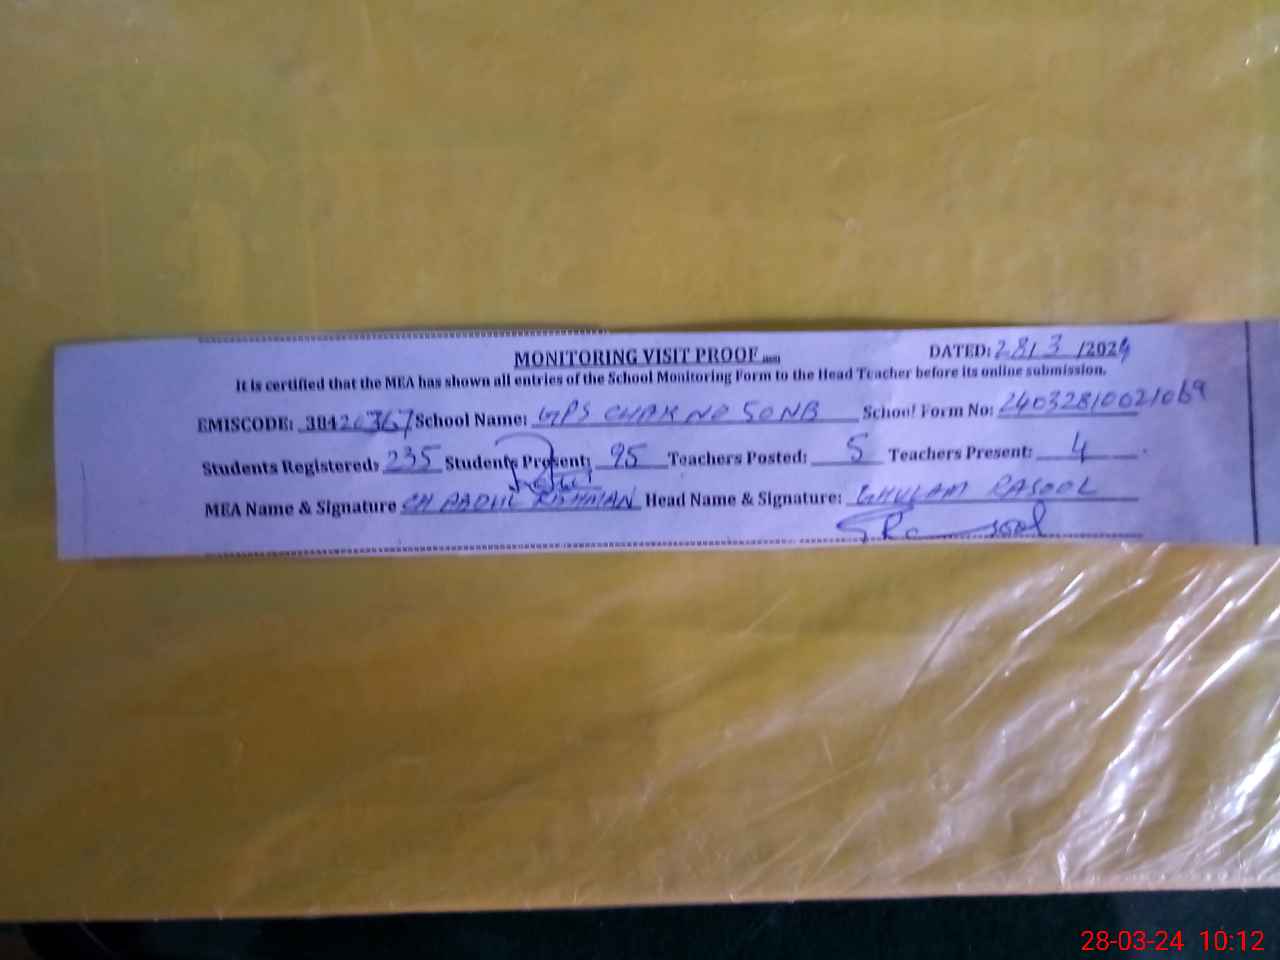 MONITORING VISIT PROOF DATED: 28/3/2024
It is certified that the MEA has shown all entries of the School Monitoring Form to the Head Teacher before its online submission.
EMISCODE: 38420367 School Name: GPS CHAK NO 50NB School Form No: 24032810021069
Students Registered: 235 Students Present: 95 Teachers Posted: 5 Teachers Present: 4
MEA Name & Signature CH ABDUL REHMAN Head Name & Signature: GHULAM RASOOL
GRasool
28-03-24 10:12